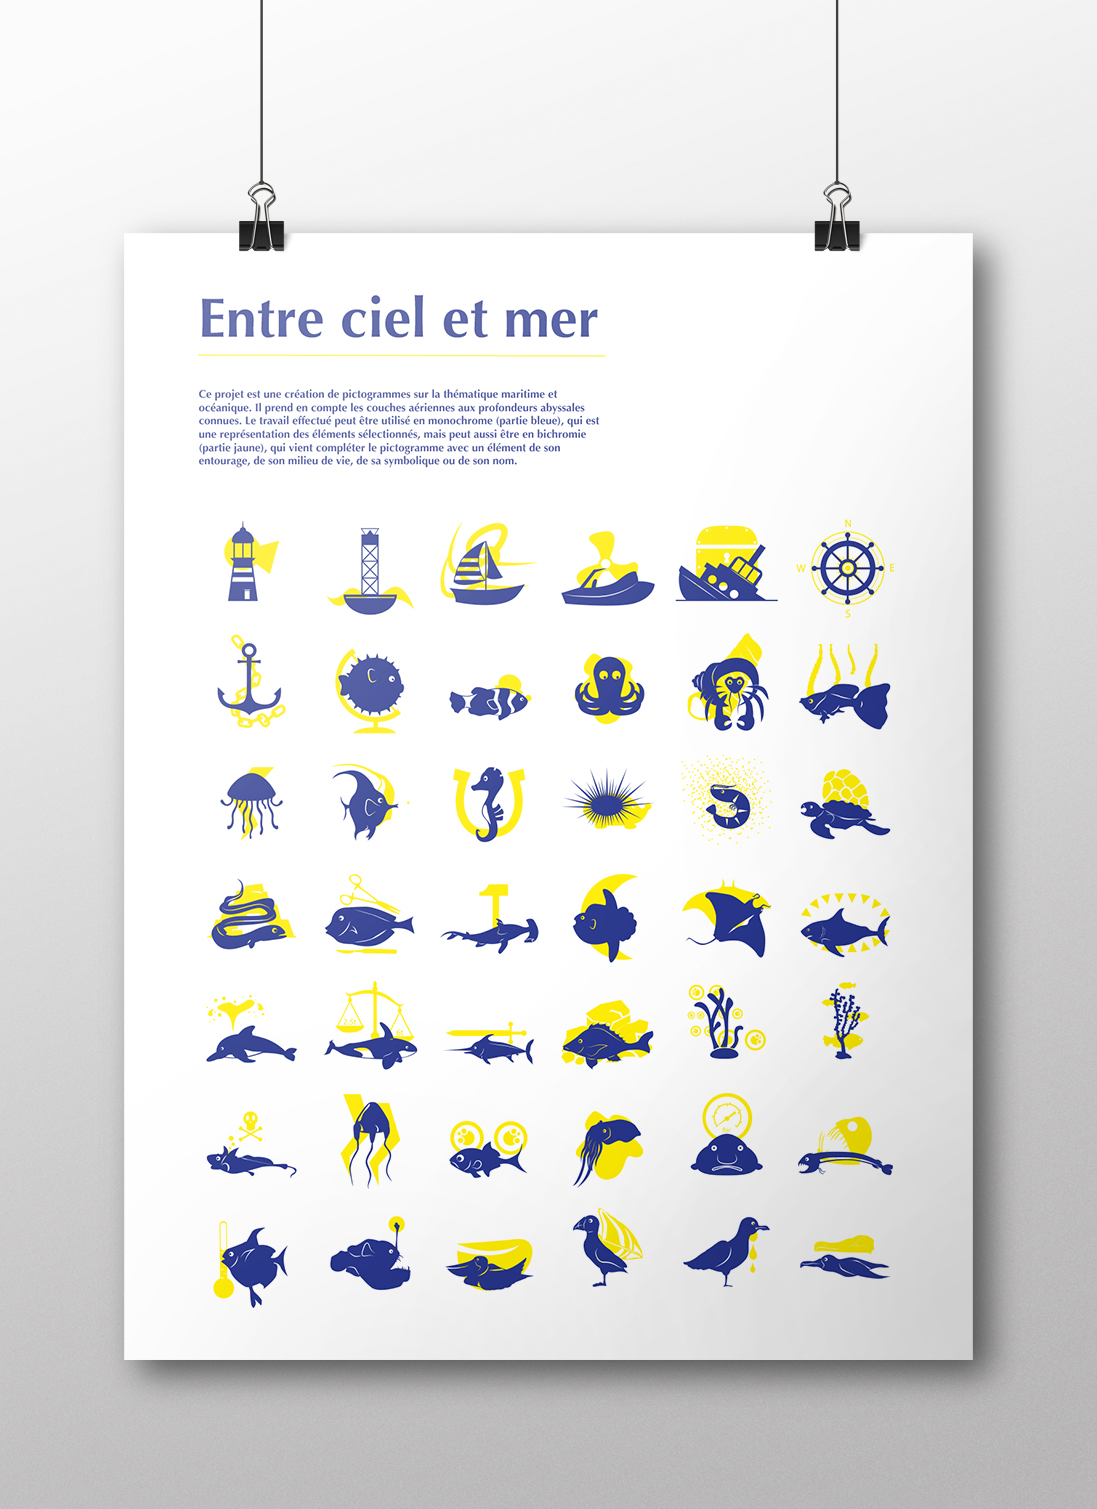 Entre ciel et mer
Ce projet est une création de pictogrammes sur la thématique maritime et
océanique. Il prend en compte les couches aériennes aux profondeurs abyssales
connues. Le travail effectué peut être utilisé en monochrome (partie bleue), qui est
une représentation des éléments sélectionnés, mais peut aussi être en bichromie
(partie jaune), qui vient compléter le pictogramme avec un élément de son
entourage, de son milieu de vie, de sa symbolique ou de son nom.
N
W E
S